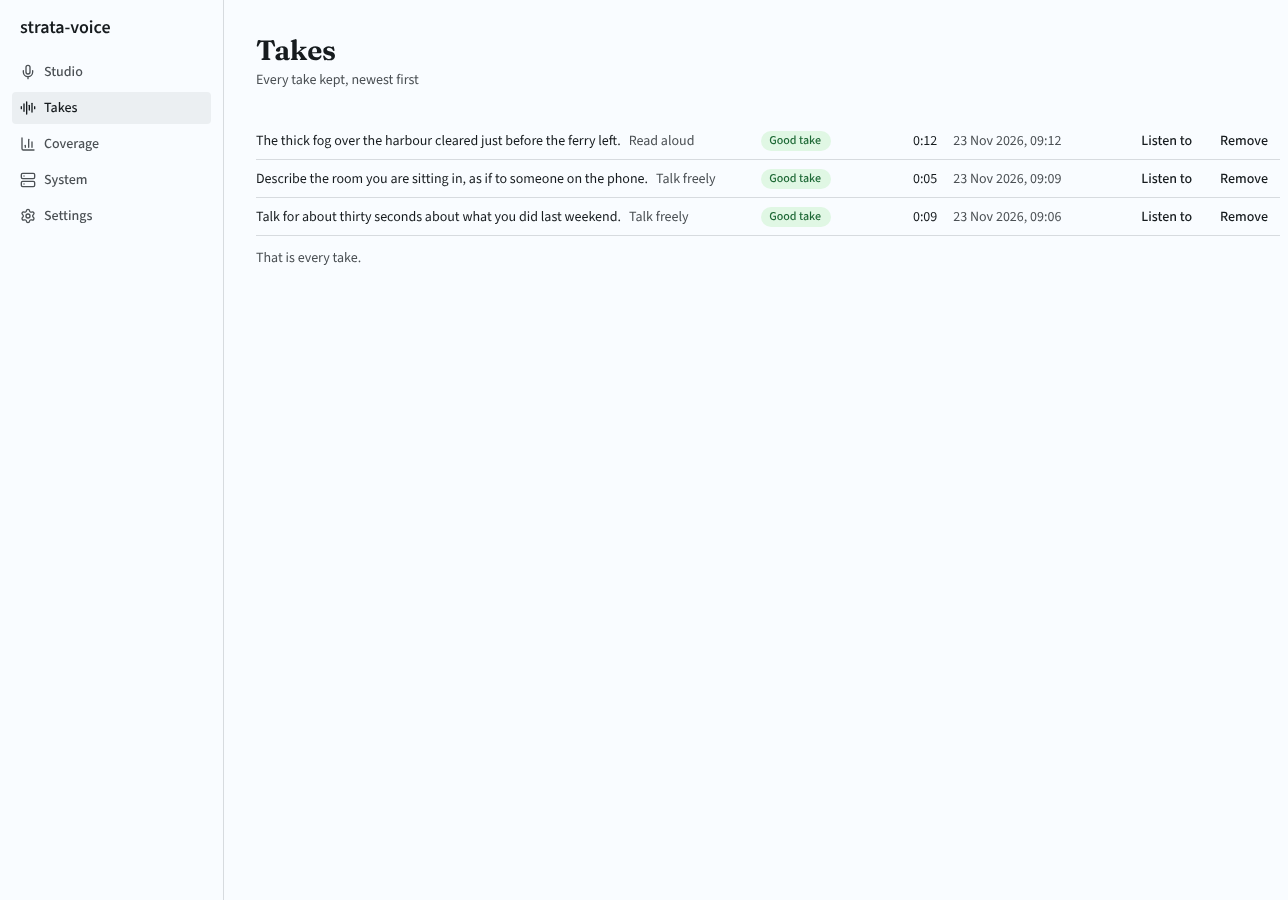 strata-voice
Studio
Takes
Coverage
System
Settings
Takes
Every take kept, newest first
The thick fog over the harbour cleared just before the ferry left. Read aloud Good take 0:12 23 Nov 2026, 09:12 Listen to Remove
Describe the room you are sitting in, as if to someone on the phone. Talk freely Good take 0:05 23 Nov 2026, 09:09 Listen to Remove
Talk for about thirty seconds about what you did last weekend. Talk freely Good take 0:09 23 Nov 2026, 09:06 Listen to Remove
That is every take.